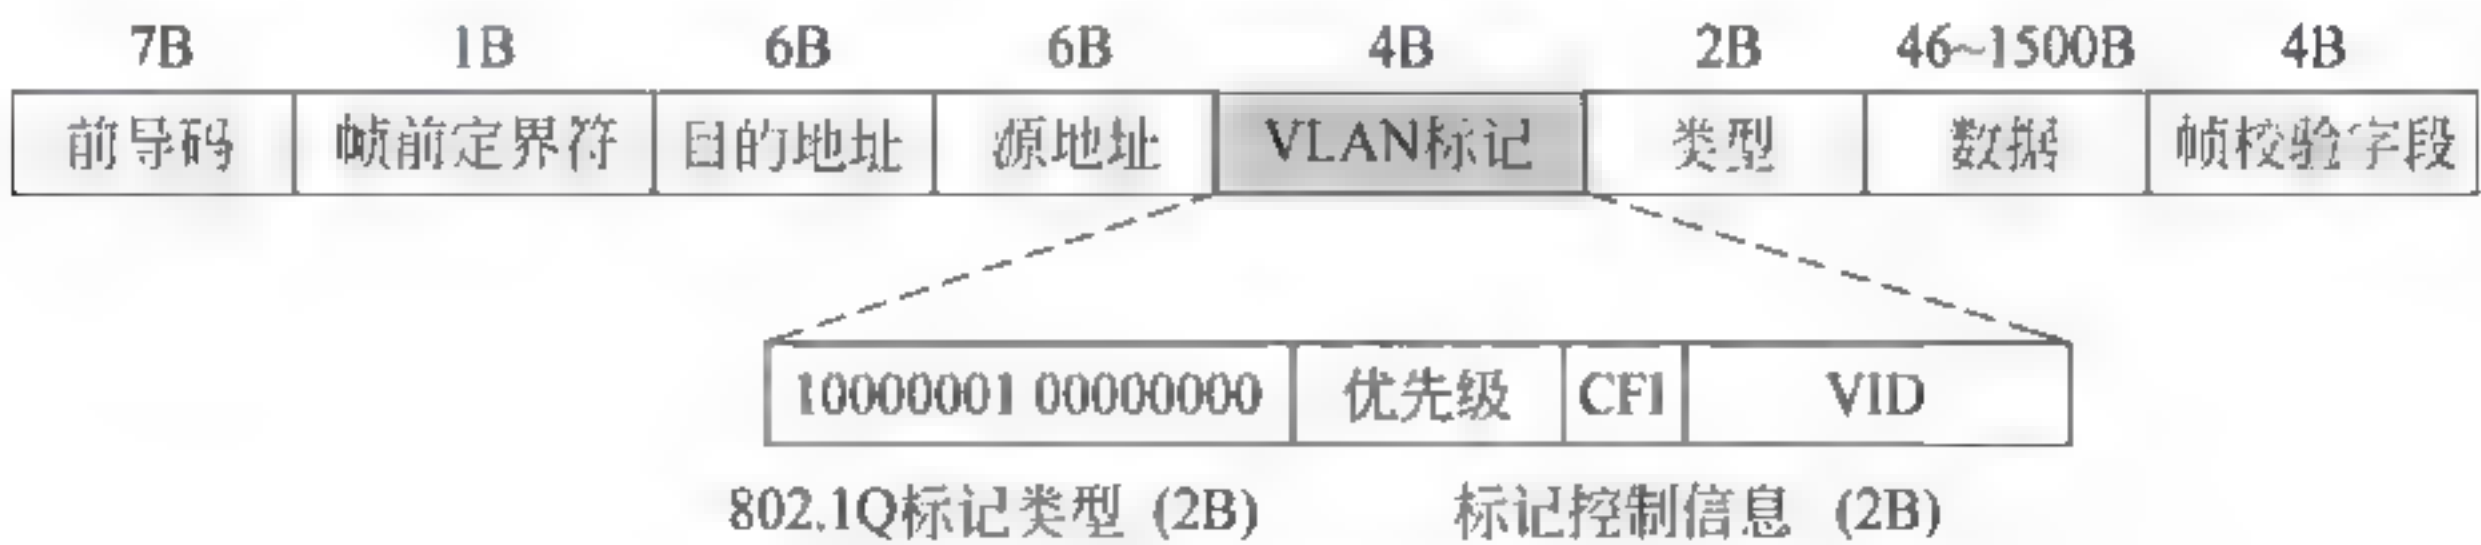 7B 1B 6B 6B 4B 2B 46~1500B 4B
前导码 帧前定界符 目的地址 源地址 VLAN标记 类型 数据 帧校验字段
10000001 00000000 优先级 CFI VID
802.1Q标记类型 (2B) 标记控制信息 (2B)